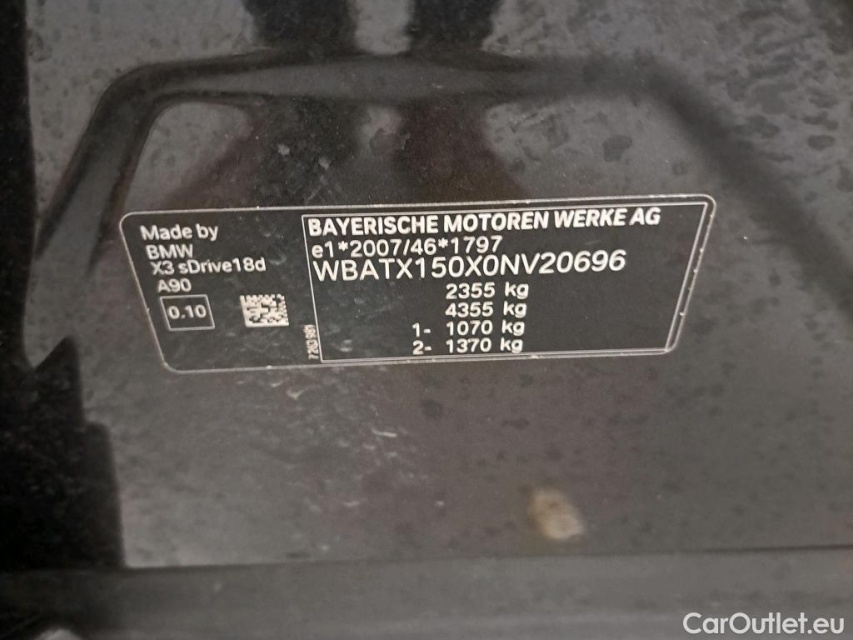 Made by
BMW
X3 sDrive18d
A90
0.10
BAYERISCHE MOTOREN WERKE AG
e1*2007/46*1797
WBATX150X0NV20696
2355 kg
4355 kg
1- 1070 kg
2- 1370 kg
CarOutlet.eu